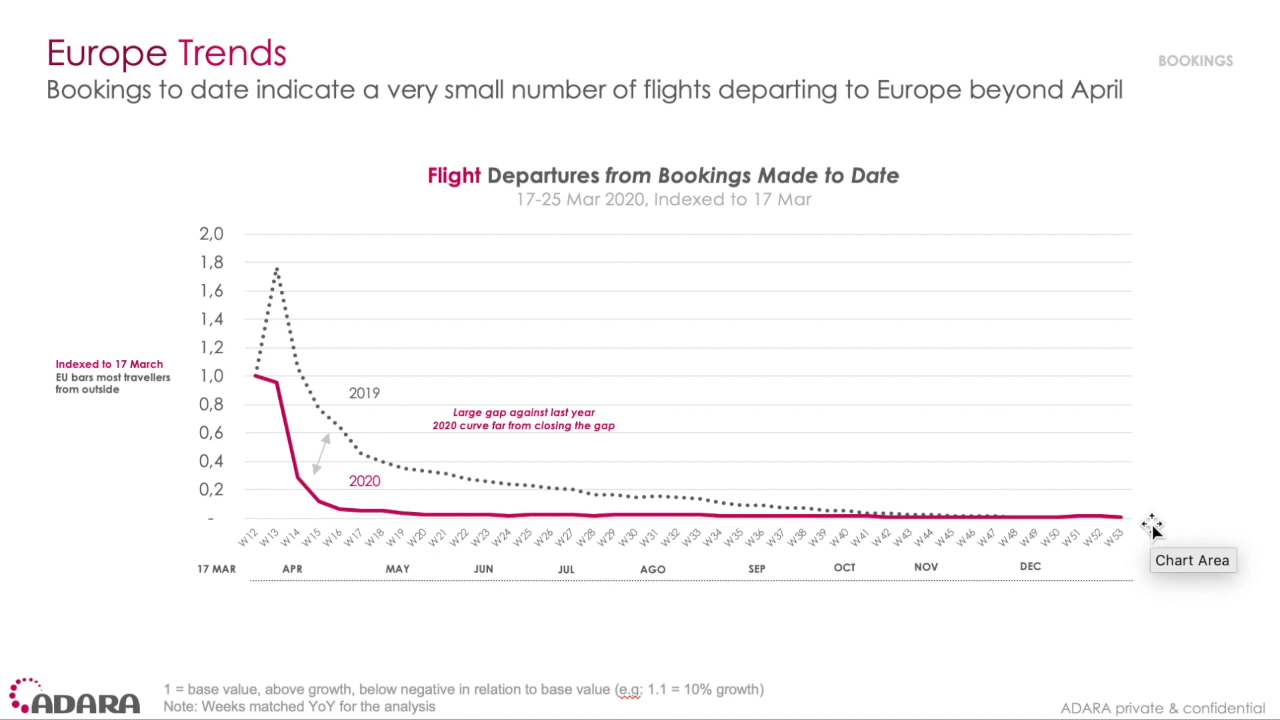 Europe Trends
BOOKINGS
Bookings to date indicate a very small number of flights departing to Europe beyond April
Flight Departures from Bookings Made to Date
17-25 Mar 2020, Indexed to 17 Mar
2,0
1,8
1,6
1,4
1,2
1,0
0,8
0,6
0,4
0,2
-
Indexed to 17 March
EU bars most travellers
from outside
2019
Large gap against last year
2020 curve far from closing the gap
2020
W12 W13 W14 W15 W16 W17 W18 W19 W20 W21 W22 W23 W24 W25 W26 W27 W28 W29 W30 W31 W32 W33 W34 W35 W36 W37 W38 W39 W40 W41 W42 W43 W44 W45 W46 W47 W48 W49 W50 W51 W52 W53
17 MAR APR MAY JUN JUL AGO SEP OCT NOV DEC
Chart Area
ADARA
1 = base value, above growth, below negative in relation to base value (e.g: 1.1 = 10% growth)
Note: Weeks matched YoY for the analysis
ADARA private & confidential